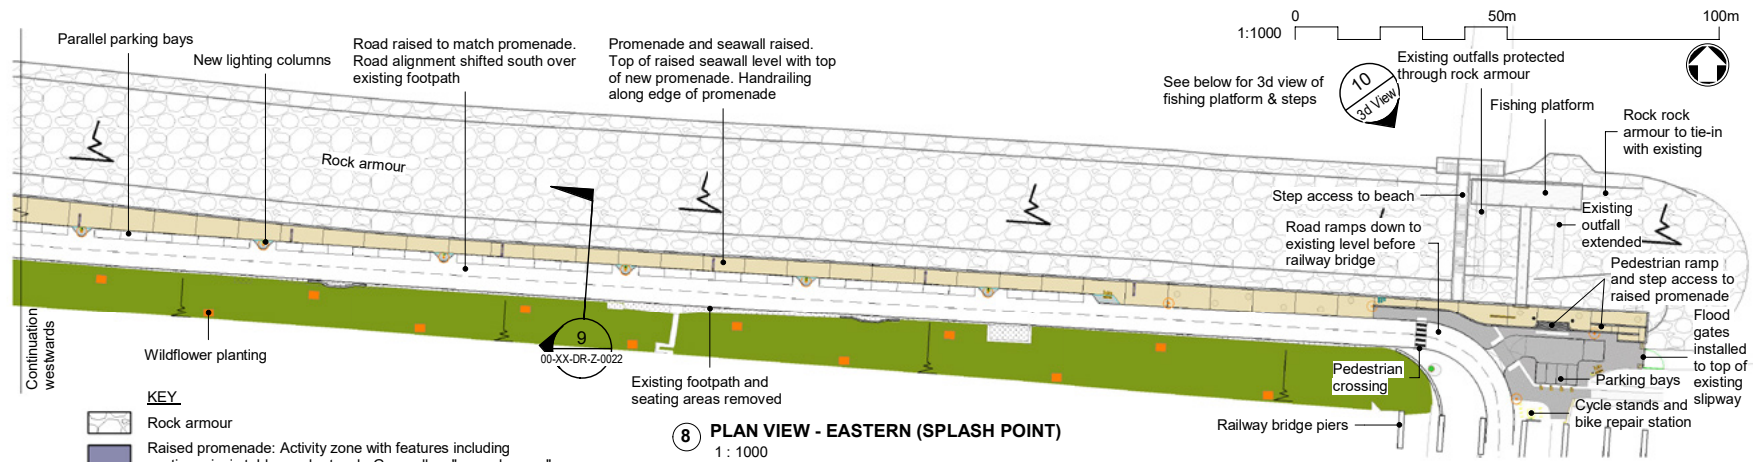 Parallel parking bays
New lighting columns
Road raised to match promenade.
Road alignment shifted south over
existing footpath
Promenade and seawall raised.
Top of raised seawall level with top
of new promenade. Handrailing
along edge of promenade
0 50m 100m
1:1000
See below for 3d view of
fishing platform & steps
10
3d View
Existing outfalls protected
through rock armour
Fishing platform
Rock rock
armour to tie-in
with existing
Rock armour
Step access to beach
Existing
outfall
extended
Road ramps down to
existing level before
railway bridge
Pedestrian ramp
and step access to
raised promenade
Flood
gates
installed
to top of
existing
slipway
Continuation
westwards
Wildflower planting
9
00-XX-DR-Z-0022
Existing footpath and
seating areas removed
Pedestrian
crossing
Parking bays
Cycle stands and
bike repair station
Railway bridge piers
KEY
Rock armour
Raised promenade: Activity zone with features including
8 PLAN VIEW - EASTERN (SPLASH POINT)
1 : 1000